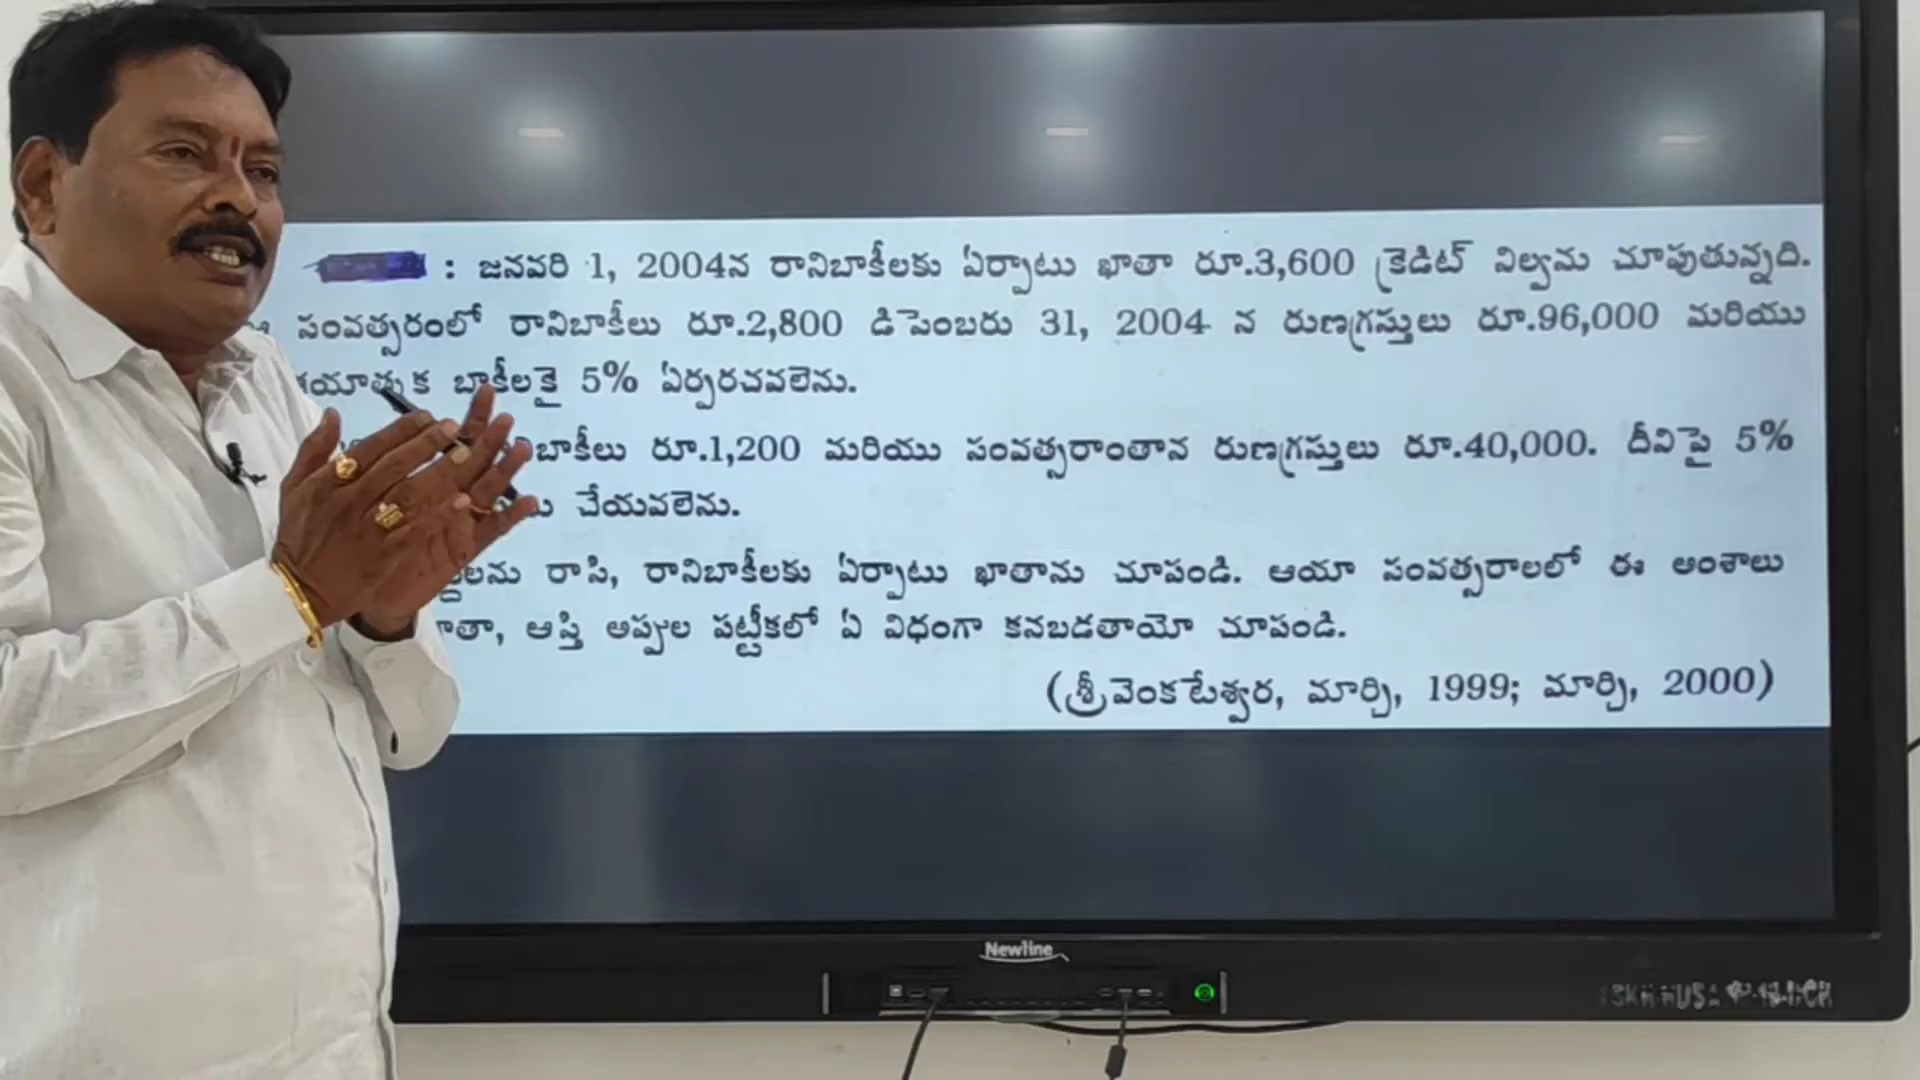 : జనవరి 1, 2004న రానిబాకీలకు ఏర్పాటు ఖాతా రూ.3,600 క్రెడిట్ నిల్వను చూపుతున్నది.
సంవత్సరంలో రానిబాకీలు రూ.2,800 డిసెంబరు 31, 2004 న రుణగ్రస్తులు రూ.96,000 మరియు
బాకీలకై 5% ఏర్పరచవలెను.
రూ.1,200 మరియు సంవత్సరాంతాన రుణగ్రస్తులు రూ.40,000. దీనిపై 5%
చేయవలెను.
రాసి, రానిబాకీలకు ఏర్పాటు ఖాతాను చూపండి. ఆయా సంవత్సరాలలో ఈ అంశాలు
ఆస్తి అప్పుల పట్టీకలో ఏ విధంగా కనబడతాయో చూపండి.
(శ్రీవెంకటేశ్వర, మార్చి, 1999; మార్చి, 2000)
Newline